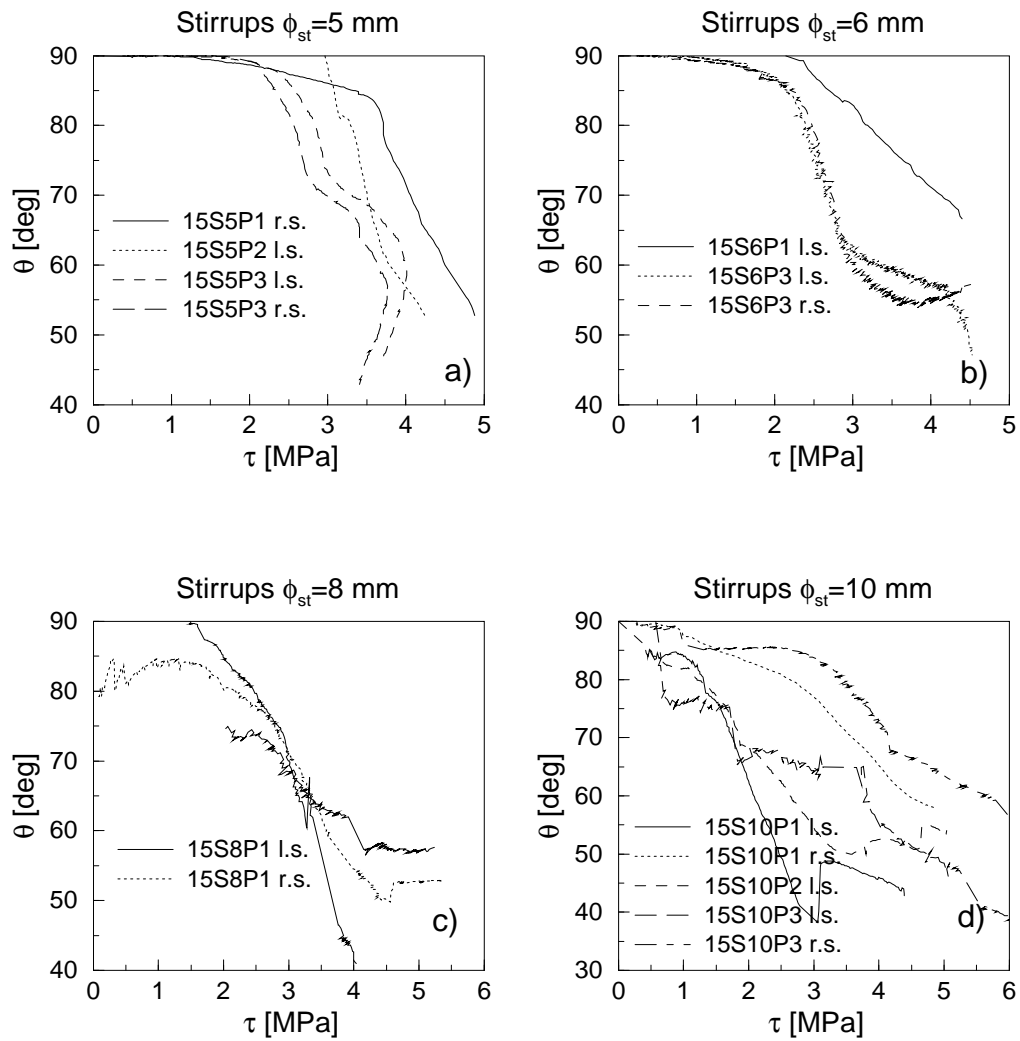 Stirrups ϕst=5 mm
90
80
70
60
50
40
θ [deg]
15S5P1 r.s.
15S5P2 l.s.
15S5P3 l.s.
15S5P3 r.s.
a)
0 1 2 3 4 5
τ [MPa]
Stirrups ϕst=6 mm
90
80
70
60
50
40
θ [deg]
15S6P1 l.s.
15S6P3 l.s.
15S6P3 r.s.
b)
0 1 2 3 4 5
τ [MPa]
Stirrups ϕst=8 mm
90
80
70
60
50
40
θ [deg]
15S8P1 l.s.
15S8P1 r.s.
c)
0 1 2 3 4 5 6
τ [MPa]
Stirrups ϕst=10 mm
90
80
70
60
50
40
30
θ [deg]
15S10P1 l.s.
15S10P1 r.s.
15S10P2 l.s.
15S10P3 l.s.
15S10P3 r.s.
d)
0 1 2 3 4 5 6
τ [MPa]